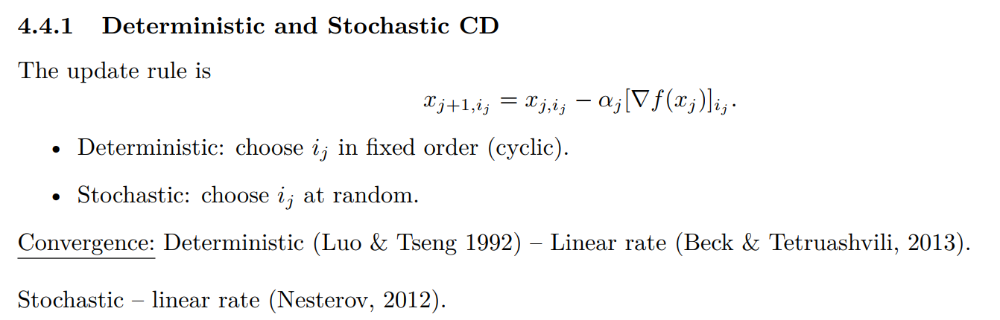 4.4.1 Deterministic and Stochastic CD
The update rule is
$x_{j+1,i_j} = x_{j,i_j} - \alpha_j[\nabla f(x_j)]_{i_j}.$
• Deterministic: choose $i_j$ in fixed order (cyclic).
• Stochastic: choose $i_j$ at random.
Convergence: Deterministic (Luo & Tseng 1992) – Linear rate (Beck & Tetruashvili, 2013).
Stochastic – linear rate (Nesterov, 2012).